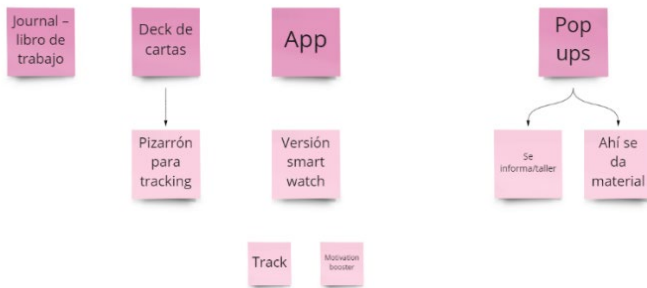 Journal –
libro de
trabajo
Deck de
cartas
App
Pop
ups
Pizarrón
para
tracking
Versión
smart
watch
Se
informa/taller
Ahí se
da
material
Track
Motivation
booster